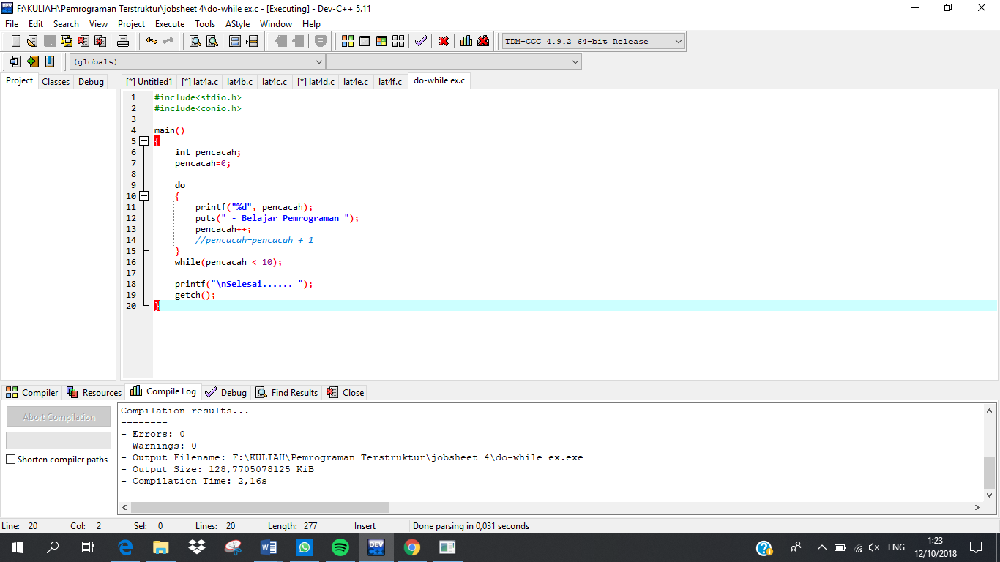 F:\KULIAH\Pemrograman Terstruktur\jobsheet 4\do-while ex.c - [Executing] - Dev-C++ 5.11
File Edit Search View Project Execute Tools AStyle Window Help
TDM-GCC 4.9.2 64-bit Release
(globals)
Project Classes Debug [*] Untitled1 [*] lat4a.c lat4b.c lat4c.c [*] lat4d.c lat4e.c lat4f.c do-while ex.c
1 #include<stdio.h>
2 #include<conio.h>
3
4 main()
5 {
6 int pencacah;
7 pencacah=0;
8
9 do
10 {
11 printf("%d", pencacah);
12 puts(" - Belajar Pemrograman ");
13 pencacah++;
14 //pencacah=pencacah + 1
15 }
16 while(pencacah < 10);
17
18 printf("\nSelesai...... ");
19 getch();
20 }
Compiler Resources Compile Log Debug Find Results Close
Abort Compilation
Shorten compiler paths
Compilation results...
--------
- Errors: 0
- Warnings: 0
- Output Filename: F:\KULIAH\Pemrograman Terstruktur\jobsheet 4\do-while ex.exe
- Output Size: 128,7705078125 KiB
- Compilation Time: 2,16s
Line: 20 Col: 2 Sel: 0 Lines: 20 Length: 277 Insert Done parsing in 0,031 seconds
DEV
ENG
1:23
12/10/2018